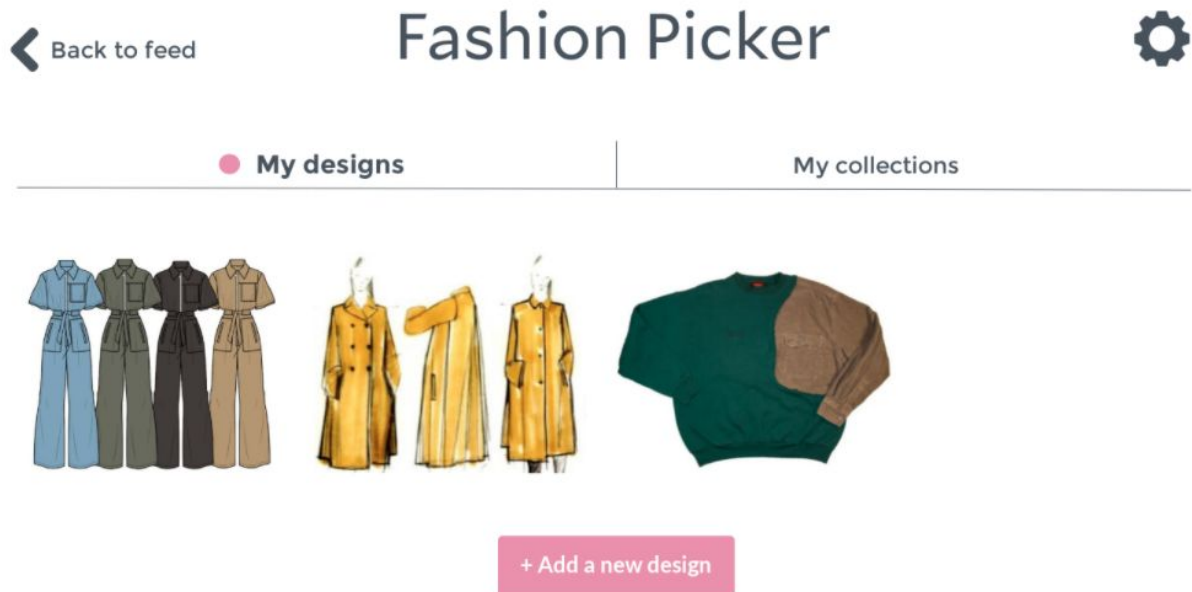 Back to feed
Fashion Picker
My designs
My collections
+ Add a new design